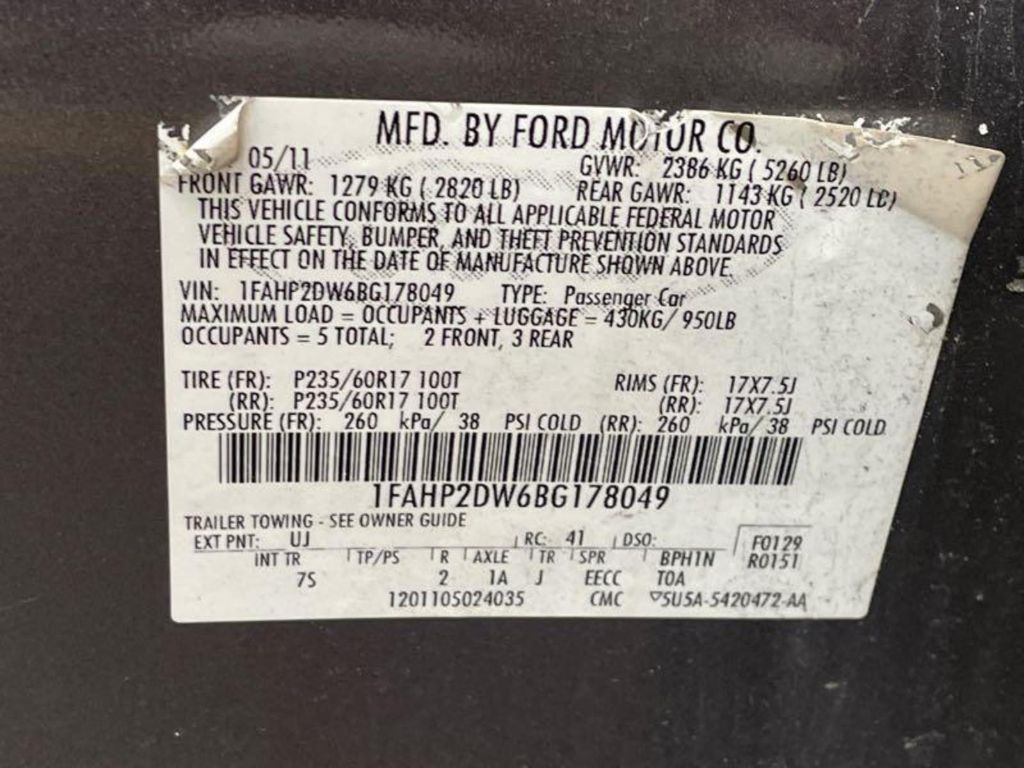 MFD. BY FORD MOTOR CO.
05/11 GVWR: 2386 KG ( 5260 LB)
FRONT GAWR: 1279 KG ( 2820 LB) REAR GAWR: 1143 KG ( 2520 LB)
THIS VEHICLE CONFORMS TO ALL APPLICABLE FEDERAL MOTOR
VEHICLE SAFETY, BUMPER, AND THEFT PREVENTION STANDARDS
IN EFFECT ON THE DATE OF MANUFACTURE SHOWN ABOVE.
VIN: 1FAHP2DW6BG178049 TYPE: Passenger Car
MAXIMUM LOAD = OCCUPANTS + LUGGAGE = 430KG/ 950LB
OCCUPANTS = 5 TOTAL; 2 FRONT, 3 REAR
TIRE (FR): P235/60R17 100T RIMS (FR): 17X7.5J
(RR): P235/60R17 100T (RR): 17X7.5J
PRESSURE (FR): 260 kPa/ 38 PSI COLD (RR): 260 kPa/ 38 PSI COLD
1FAHP2DW6BG178049
TRAILER TOWING - SEE OWNER GUIDE
EXT PNT: UJ RC: 41 DSO: F0129
INT TR TP/PS R AXLE TR SPR BPH1N R0151
7S 2 1A J EECC TOA
1201105024035 CMC ▽5U5A-5420472-AA